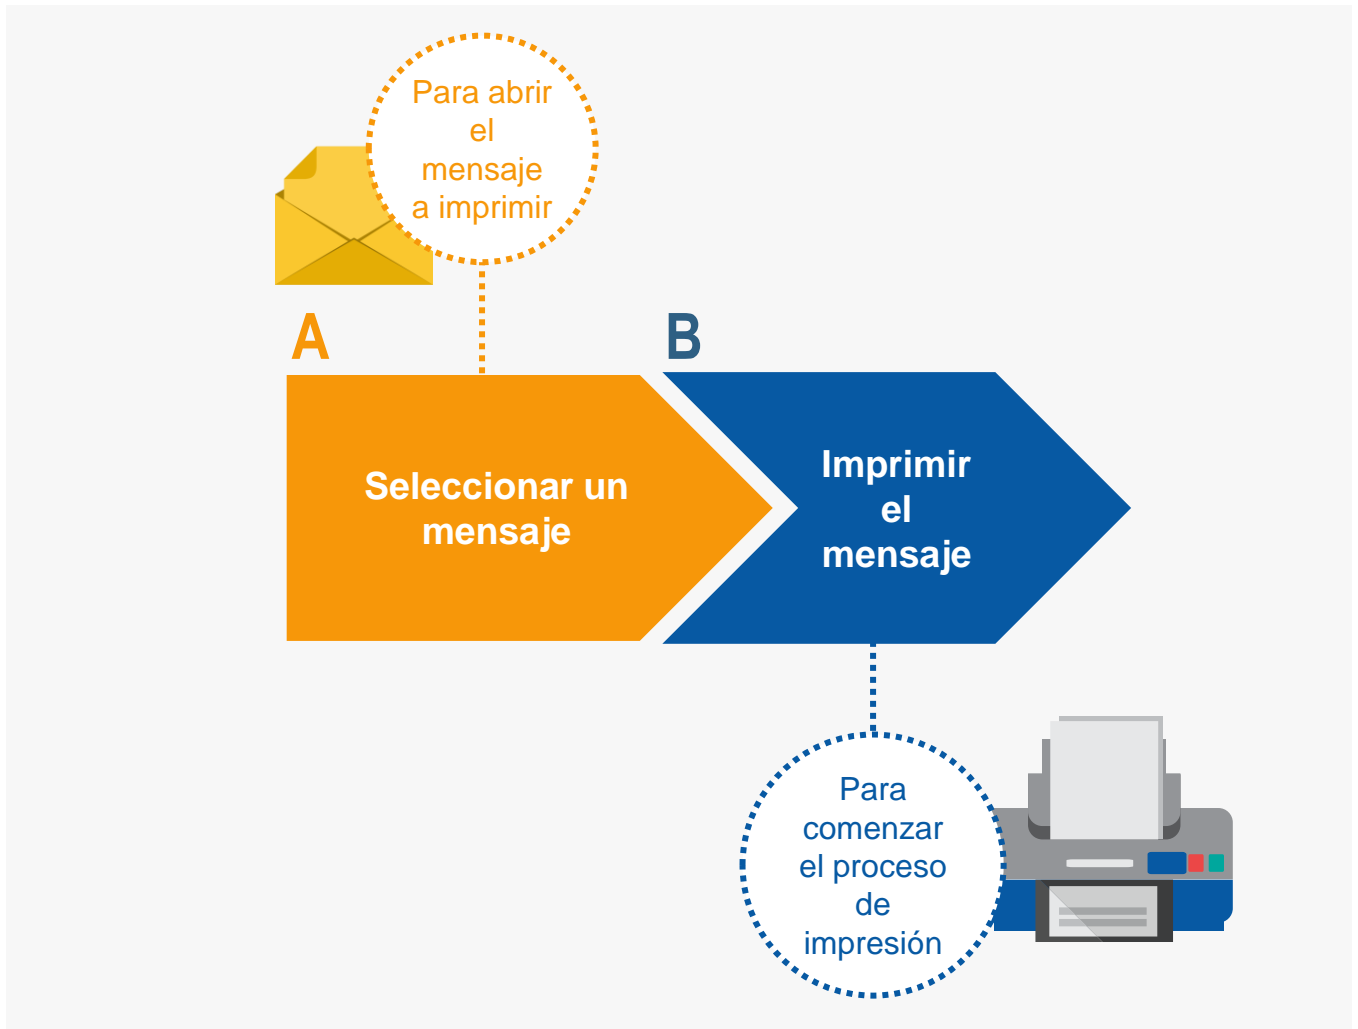 Para abrir
el
mensaje
a imprimir
A
B
Seleccionar un
mensaje
Imprimir
el
mensaje
Para
comenzar
el proceso
de
impresión